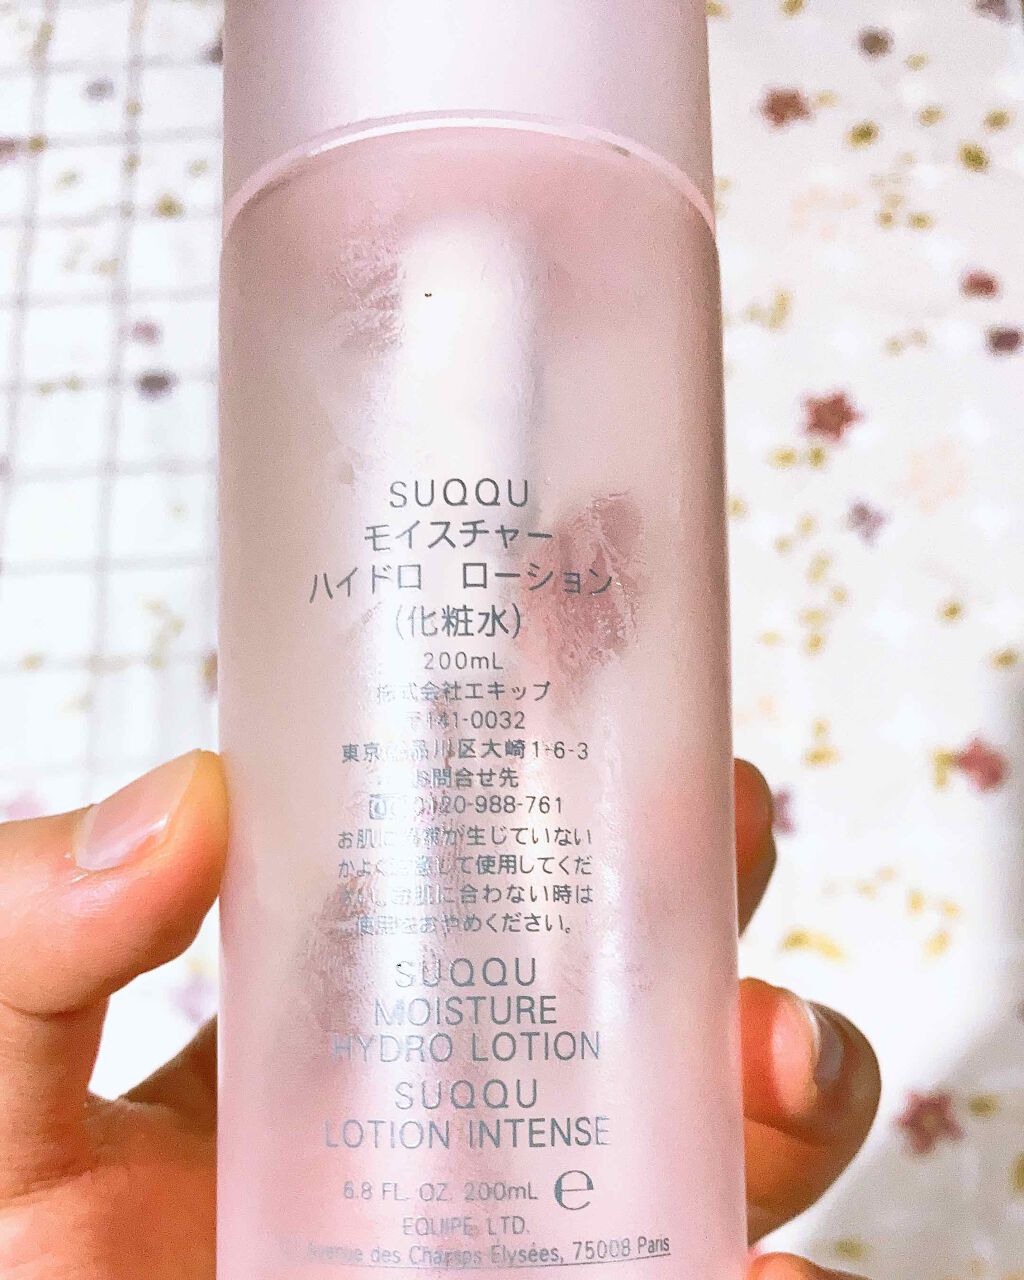 SUQQU
モイスチャー
ハイドロ ローション
(化粧水)
200mL
株式会社エキップ
〒141-0032
東京都品川区大崎1-6-3
お問合せ先
0120-988-761
お肌に異常が生じていない
かよく注意して使用してくだ
さい。お肌に合わない時は
使用をおやめください。
SUQQU
MOISTURE
HYDRO LOTION
SUQQU
LOTION INTENSE
6.8 FL. OZ. 200mL ℮
EQUIPE, LTD.
Avenue des Champs Élysées, 75008 Paris